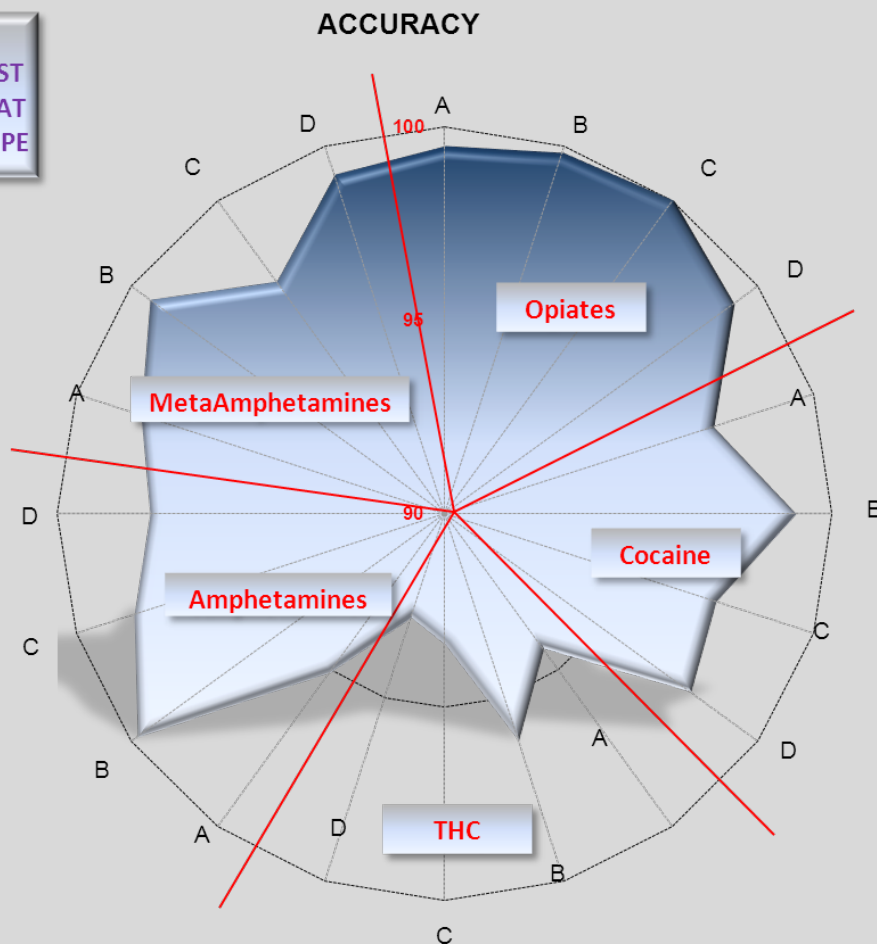 ACCURACY
ST
AT
PE
A
100
D
B
C
C
D
B
Opiates
95
A
A
MetaAmphetamines
90
D
Cocaine
Amphetamines
C
C
A
D
B
A
D
THC
B
C